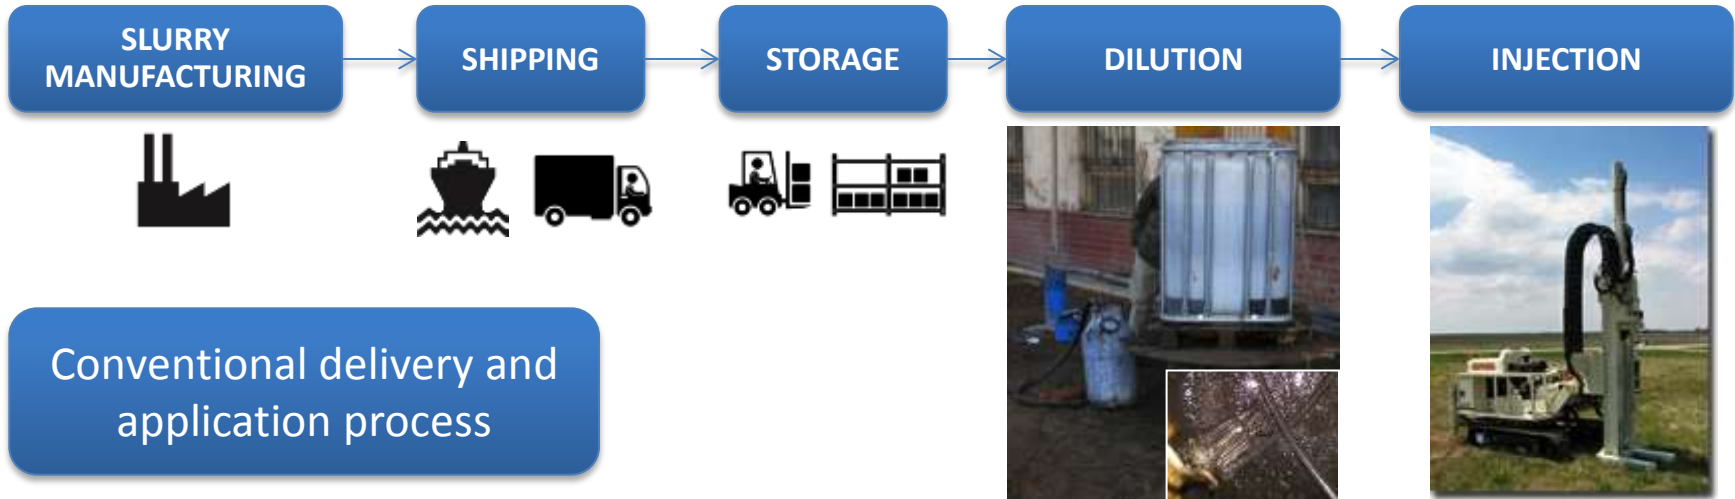 SLURRY
MANUFACTURING
SHIPPING
STORAGE
DILUTION
INJECTION
Conventional delivery and
application process